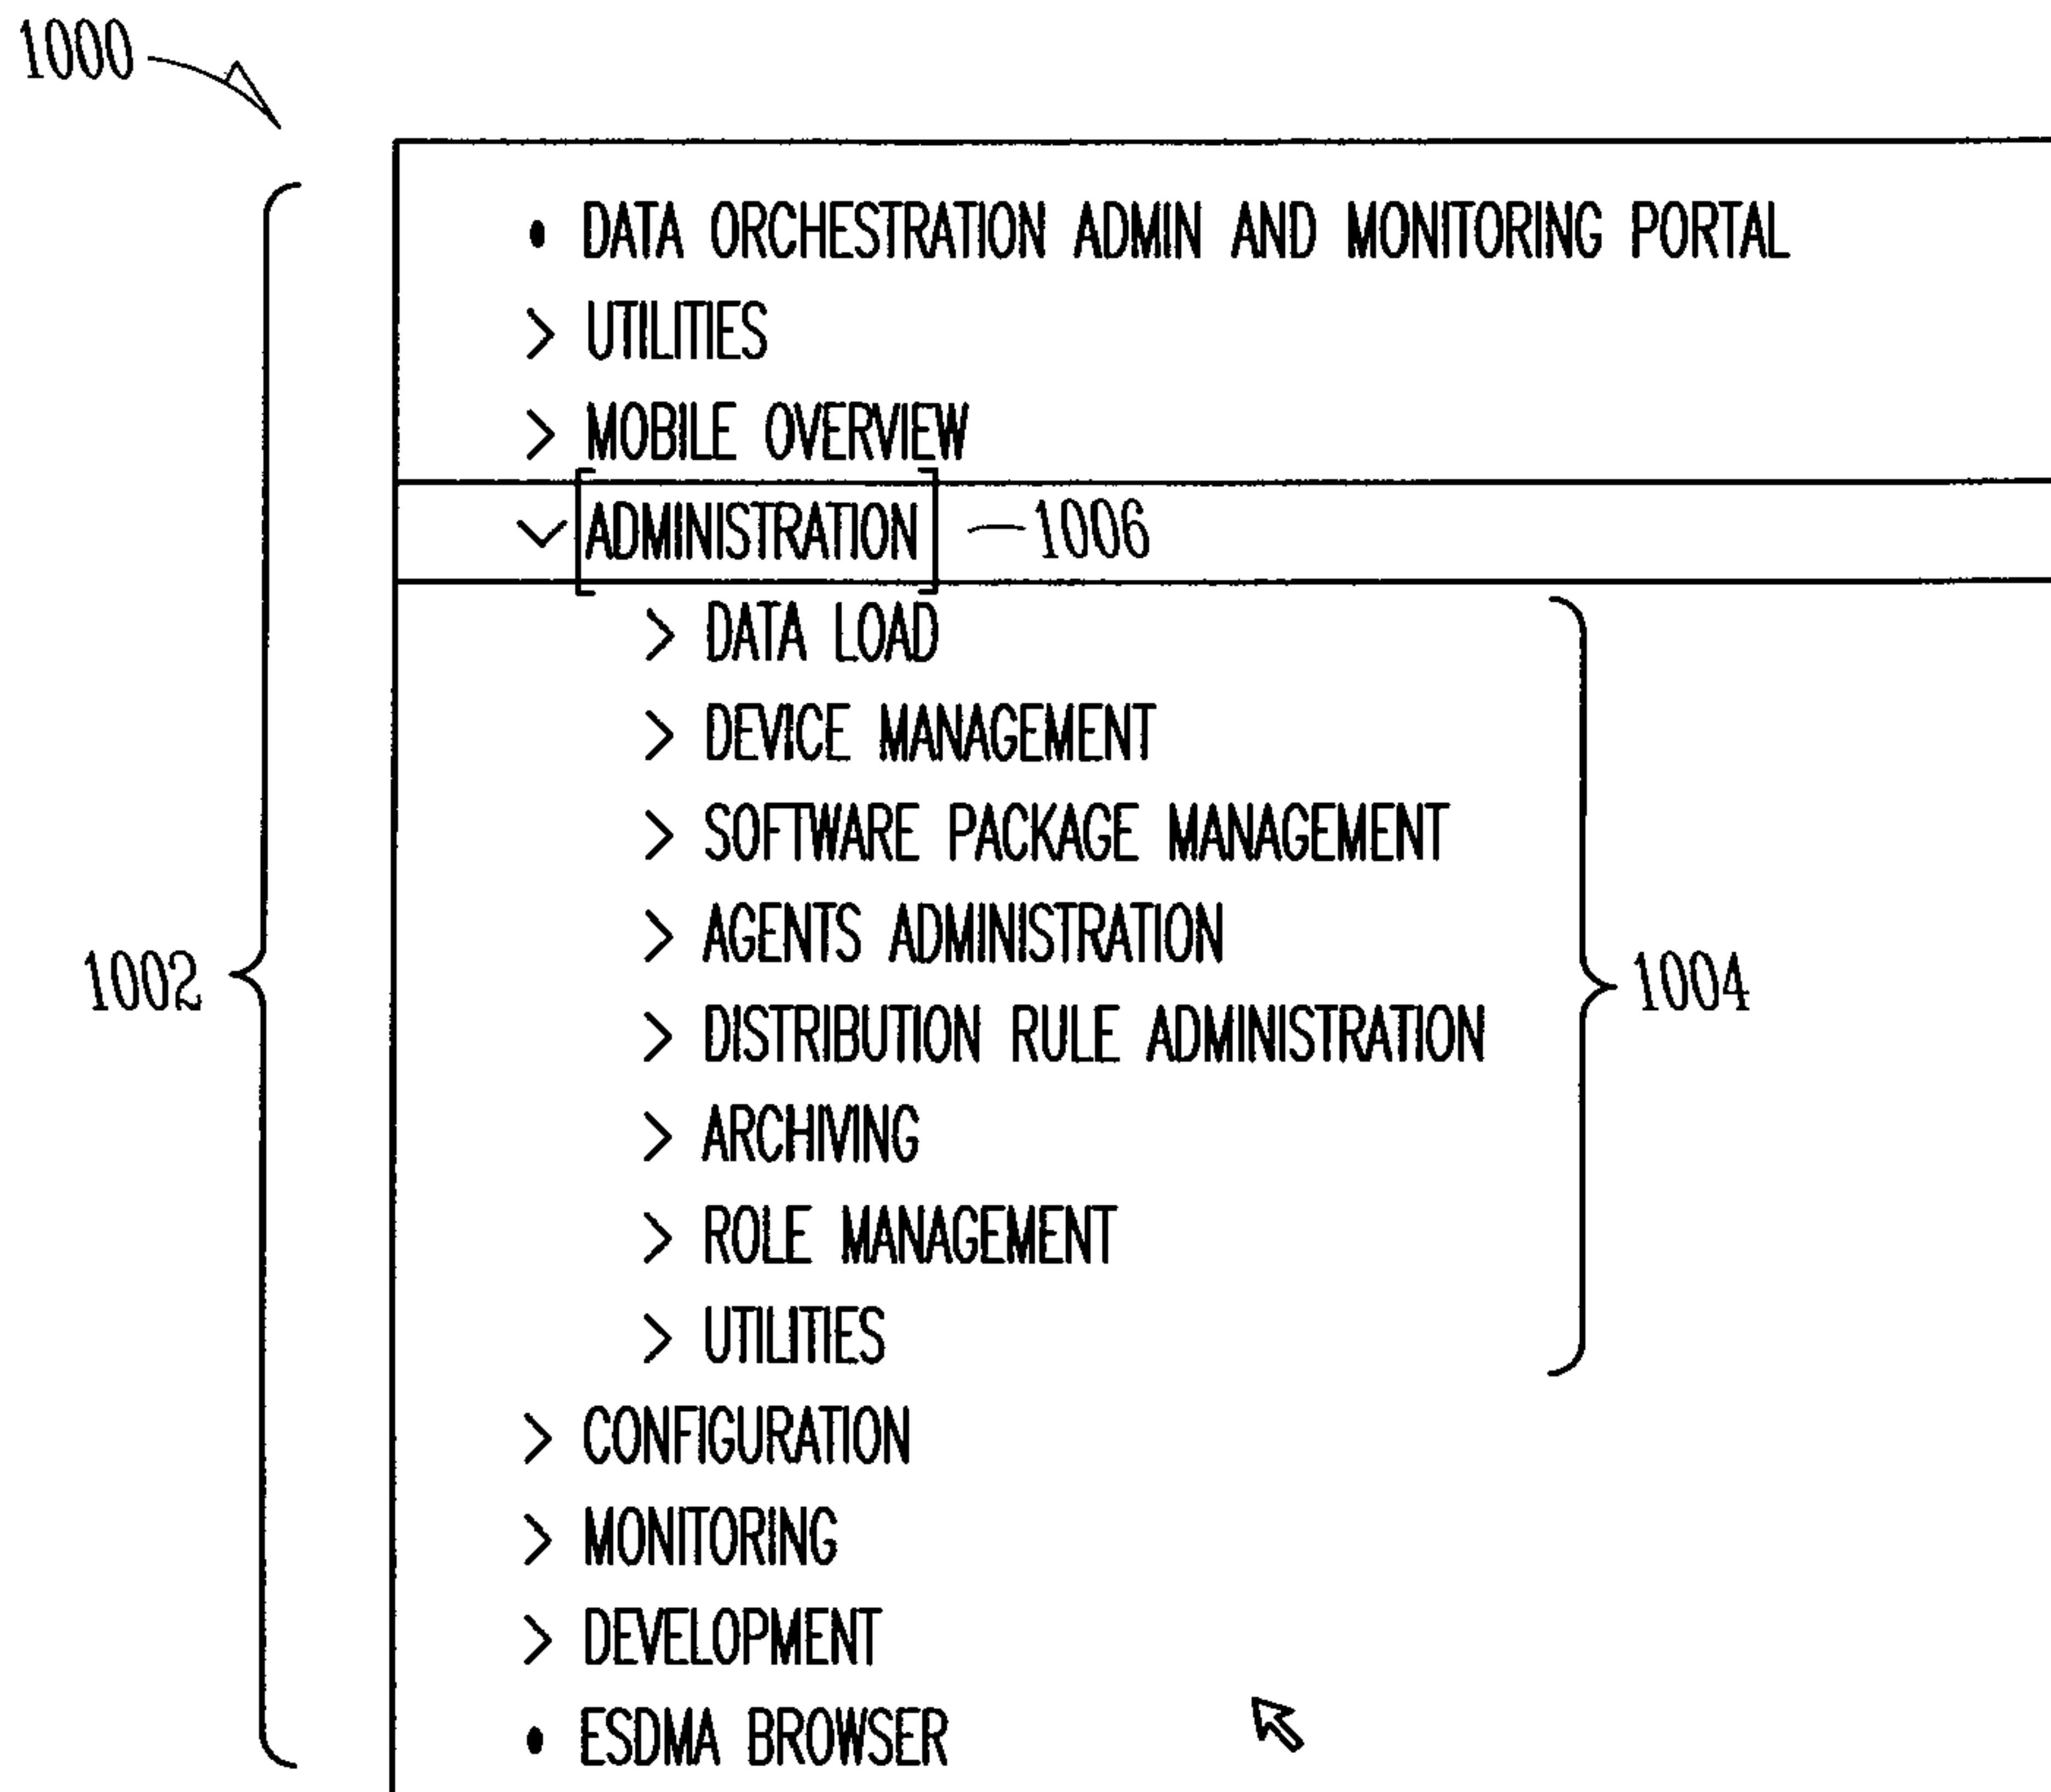 1000
• DATA ORCHESTRATION ADMIN AND MONITORING PORTAL
> UTILITIES
> MOBILE OVERVIEW
ADMINISTRATION 1006
> DATA LOAD
> DEVICE MANAGEMENT
> SOFTWARE PACKAGE MANAGEMENT
> AGENTS ADMINISTRATION
1002 1004
> DISTRIBUTION RULE ADMINISTRATION
> ARCHIVING
> ROLE MANAGEMENT
> UTILITIES
> CONFIGURATION
> MONITORING
> DEVELOPMENT
• ESDMA BROWSER